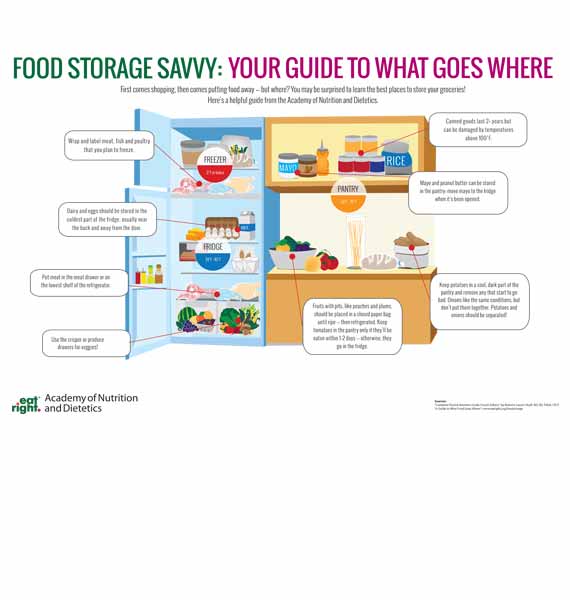 FOOD STORAGE SAVVY: YOUR GUIDE TO WHAT GOES WHERE
First comes shopping, then comes putting food away – but where? You may be surprised to learn the best places to store your groceries!
Here's a helpful guide from the Academy of Nutrition and Dietetics.
Wrap and label meat, fish and poultry
that you plan to freeze.
FREEZER
Dairy and eggs should be stored in the
coldest part of the fridge, usually near
the back and away from the door.
MILK
FRIDGE
Put meat in the meat drawer or on
the lowest shelf of the refrigerator.
Use the crisper or produce
drawers for veggies!
Canned goods last 2+ years but
can be damaged by temperatures
above 100°F.
MAYO
RICE
PANTRY
Mayo and peanut butter can be stored
in the pantry: move mayo to the fridge
when it's been opened.
Fruits with pits, like peaches and plums,
should be placed in a closed paper bag
until ripe – then refrigerated. Keep
tomatoes in the pantry only if they'll be
eaten within 1-2 days – otherwise, they
go in the fridge.
Keep potatoes in a cool, dark part of the
pantry and remove any that start to go
bad. Onions like the same conditions, but
don't put them together. Potatoes and
onions should be separated!
eat
right.
Academy of Nutrition
and Dietetics
Sources: